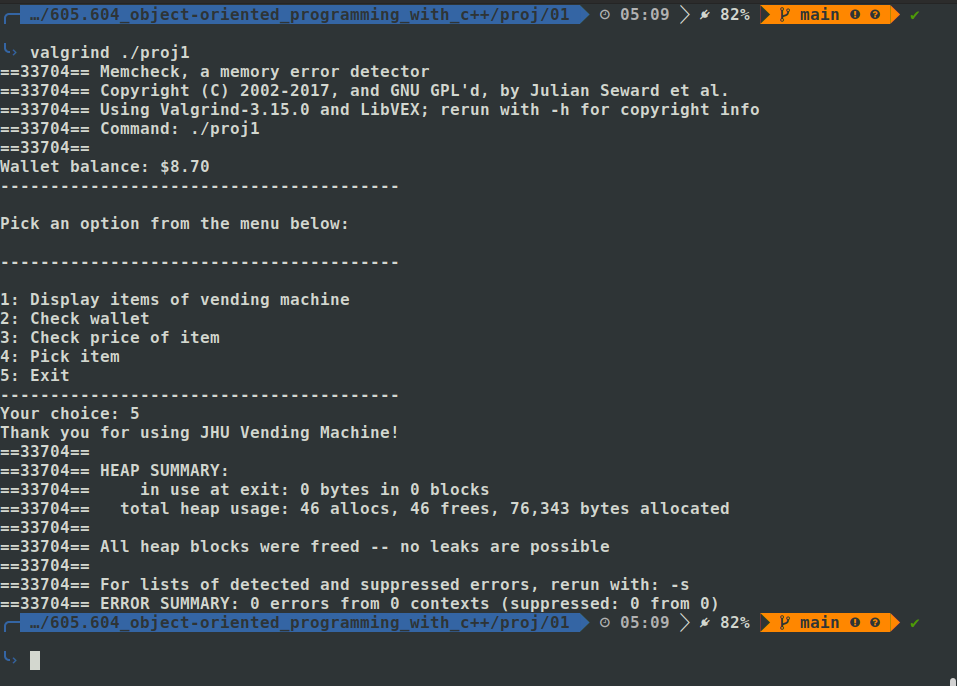 …/605.604_object-oriented_programming_with_c++/proj/01 05:09 82% main ✔
valgrind ./proj1
==33704== Memcheck, a memory error detector
==33704== Copyright (C) 2002-2017, and GNU GPL'd, by Julian Seward et al.
==33704== Using Valgrind-3.15.0 and LibVEX; rerun with -h for copyright info
==33704== Command: ./proj1
==33704==
Wallet balance: $8.70
----------------------------------------
Pick an option from the menu below:
----------------------------------------
1: Display items of vending machine
2: Check wallet
3: Check price of item
4: Pick item
5: Exit
----------------------------------------
Your choice: 5
Thank you for using JHU Vending Machine!
==33704==
==33704== HEAP SUMMARY:
==33704==     in use at exit: 0 bytes in 0 blocks
==33704==   total heap usage: 46 allocs, 46 frees, 76,343 bytes allocated
==33704==
==33704== All heap blocks were freed -- no leaks are possible
==33704==
==33704== For lists of detected and suppressed errors, rerun with: -s
==33704== ERROR SUMMARY: 0 errors from 0 contexts (suppressed: 0 from 0)
…/605.604_object-oriented_programming_with_c++/proj/01 05:09 82% main ✔